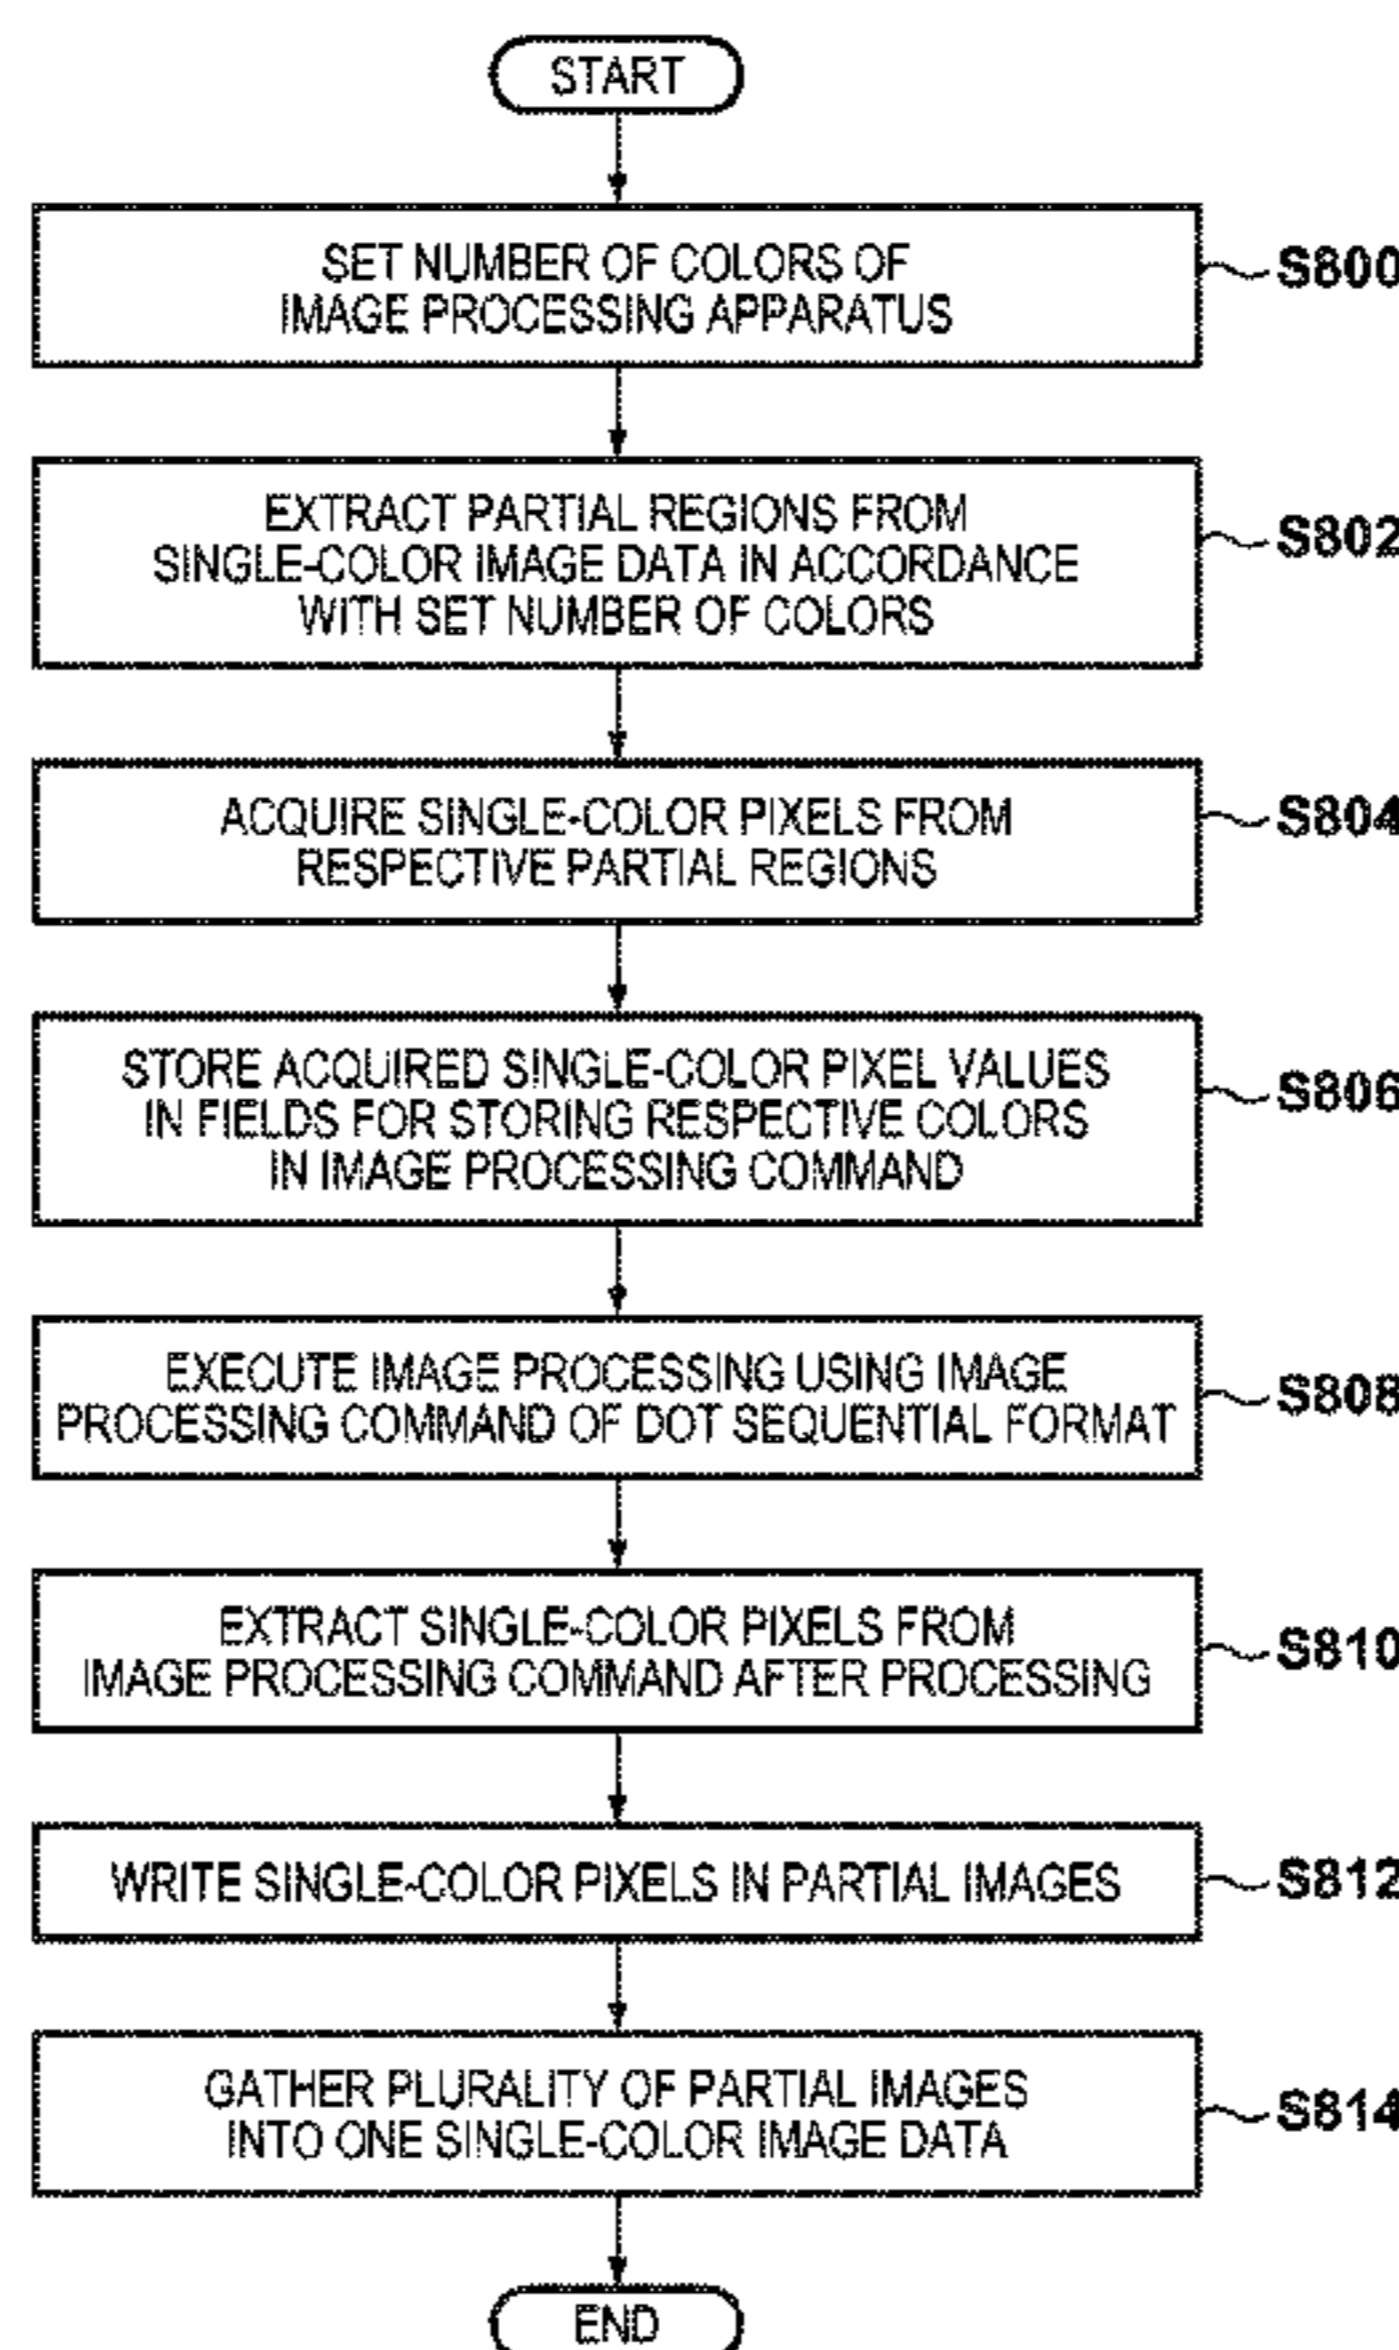 START
SET NUMBER OF COLORS OF
IMAGE PROCESSING APPARATUS
S800
EXTRACT PARTIAL REGIONS FROM
SINGLE-COLOR IMAGE DATA IN ACCORDANCE
WITH SET NUMBER OF COLORS
S802
ACQUIRE SINGLE-COLOR PIXELS FROM
RESPECTIVE PARTIAL REGIONS
S804
STORE ACQUIRED SINGLE-COLOR PIXEL VALUES
IN FIELDS FOR STORING RESPECTIVE COLORS
IN IMAGE PROCESSING COMMAND
S806
EXECUTE IMAGE PROCESSING USING IMAGE
PROCESSING COMMAND OF DOT SEQUENTIAL FORMAT
S808
EXTRACT SINGLE-COLOR PIXELS FROM
IMAGE PROCESSING COMMAND AFTER PROCESSING
S810
WRITE SINGLE-COLOR PIXELS IN PARTIAL IMAGES
S812
GATHER PLURALITY OF PARTIAL IMAGES
INTO ONE SINGLE-COLOR IMAGE DATA
S814
END